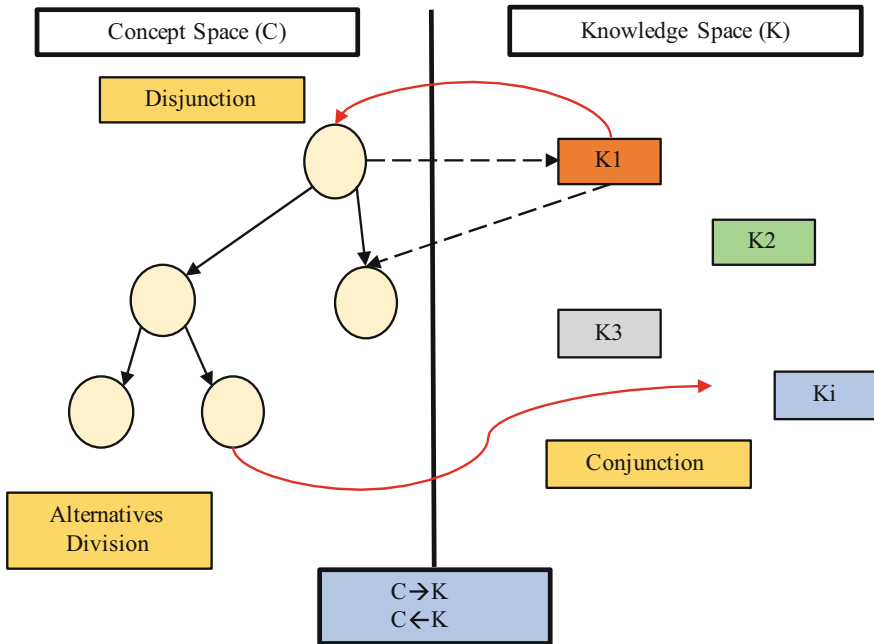 Concept Space (C)
Knowledge Space (K)
Disjunction
K1
K2
K3
Ki
Conjunction
Alternatives
Division
C→K
C←K